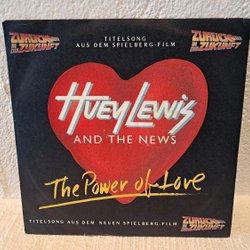 ZURÜCK IN DIE ZUKUNFT
TITELSONG
AUS DEM SPIELBERG-FILM
ZURÜCK IN DIE ZUKUNFT
HUEY LEWIS
AND THE NEWS
The Power of Love
TITELSONG AUS DEM NEUEN SPIELBERG-FILM
ZURÜCK IN DIE ZUKUNFT